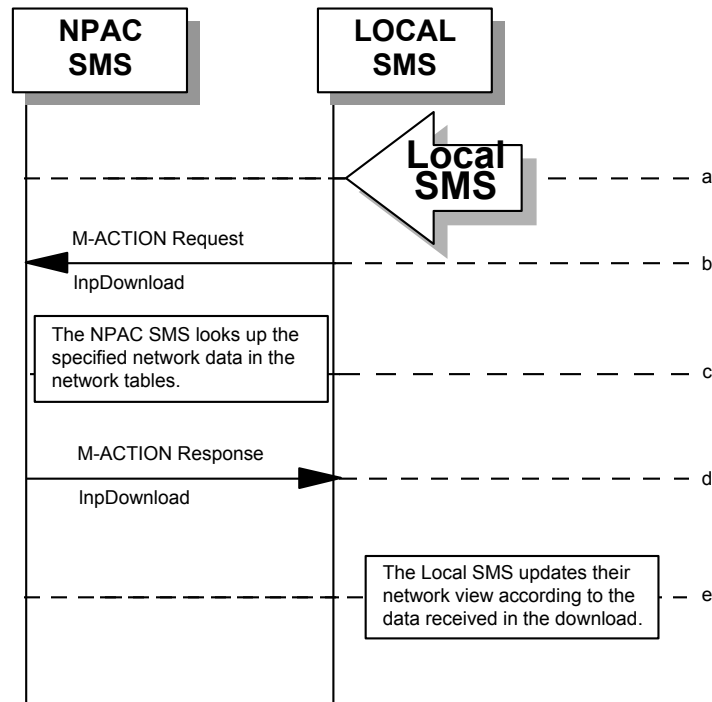 NPAC
SMS
LOCAL
SMS
Local
SMS
a
M-ACTION Request
b
lnpDownload
The NPAC SMS looks up the
specified network data in the
network tables.
c
M-ACTION Response
d
lnpDownload
The Local SMS updates their
network view according to the
data received in the download.
e